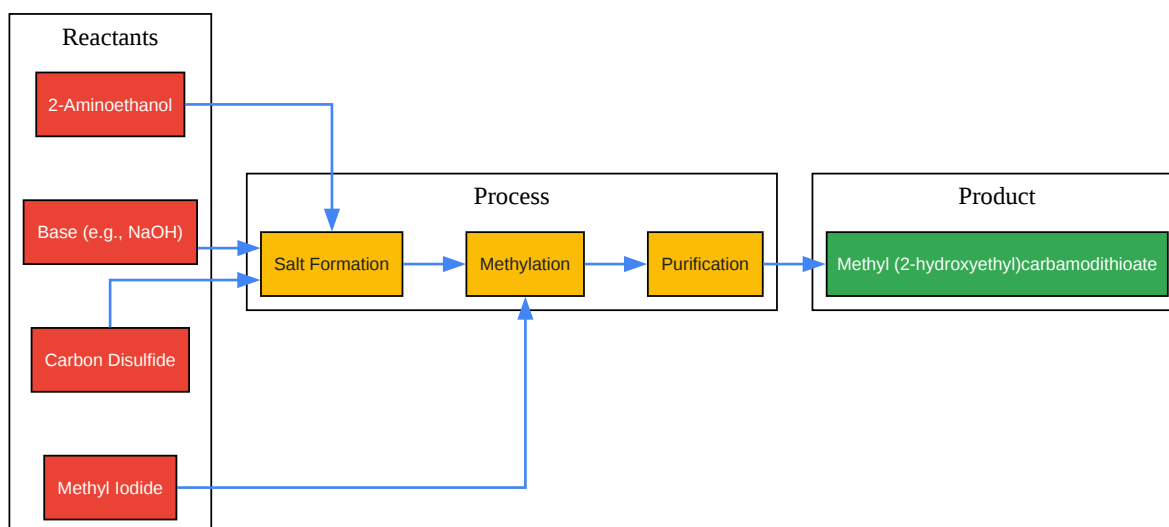 Reactants
2-Aminoethanol
Base (e.g., NaOH)
Carbon Disulfide
Methyl Iodide
Process
Salt Formation
Methylation
Purification
Product
Methyl (2-hydroxyethyl)carbamodithioate